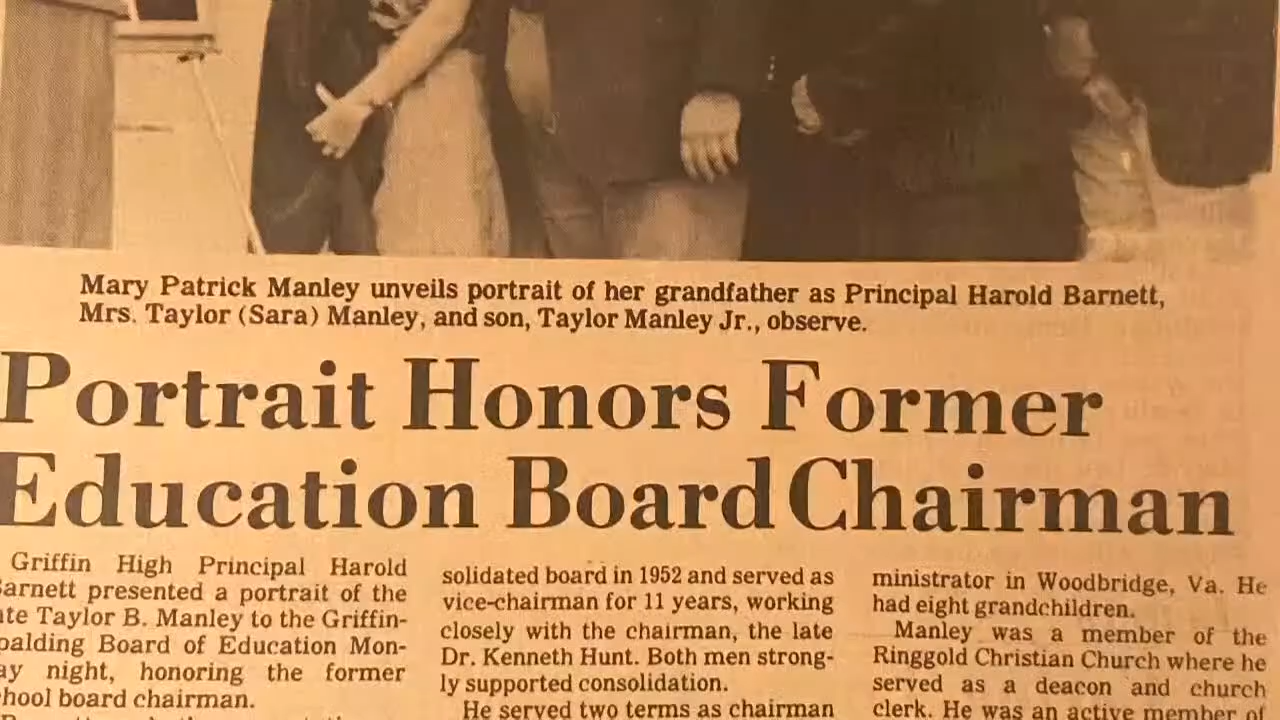 Mary Patrick Manley unveils portrait of her grandfather as Principal Harold Barnett,
Mrs. Taylor (Sara) Manley, and son, Taylor Manley Jr., observe.
Portrait Honors Former
Education Board Chairman
Griffin High Principal Harold
arnett presented a portrait of the
te Taylor B. Manley to the Griffin-
palding Board of Education Mon-
ay night, honoring the former
hool board chairman.
solidated board in 1952 and served as
vice-chairman for 11 years, working
closely with the chairman, the late
Dr. Kenneth Hunt. Both men strong-
ly supported consolidation.
He served two terms as chairman
ministrator in Woodbridge, Va. He
had eight grandchildren.
Manley was a member of the
Ringgold Christian Church where he
served as a deacon and church
clerk. He was an active member of